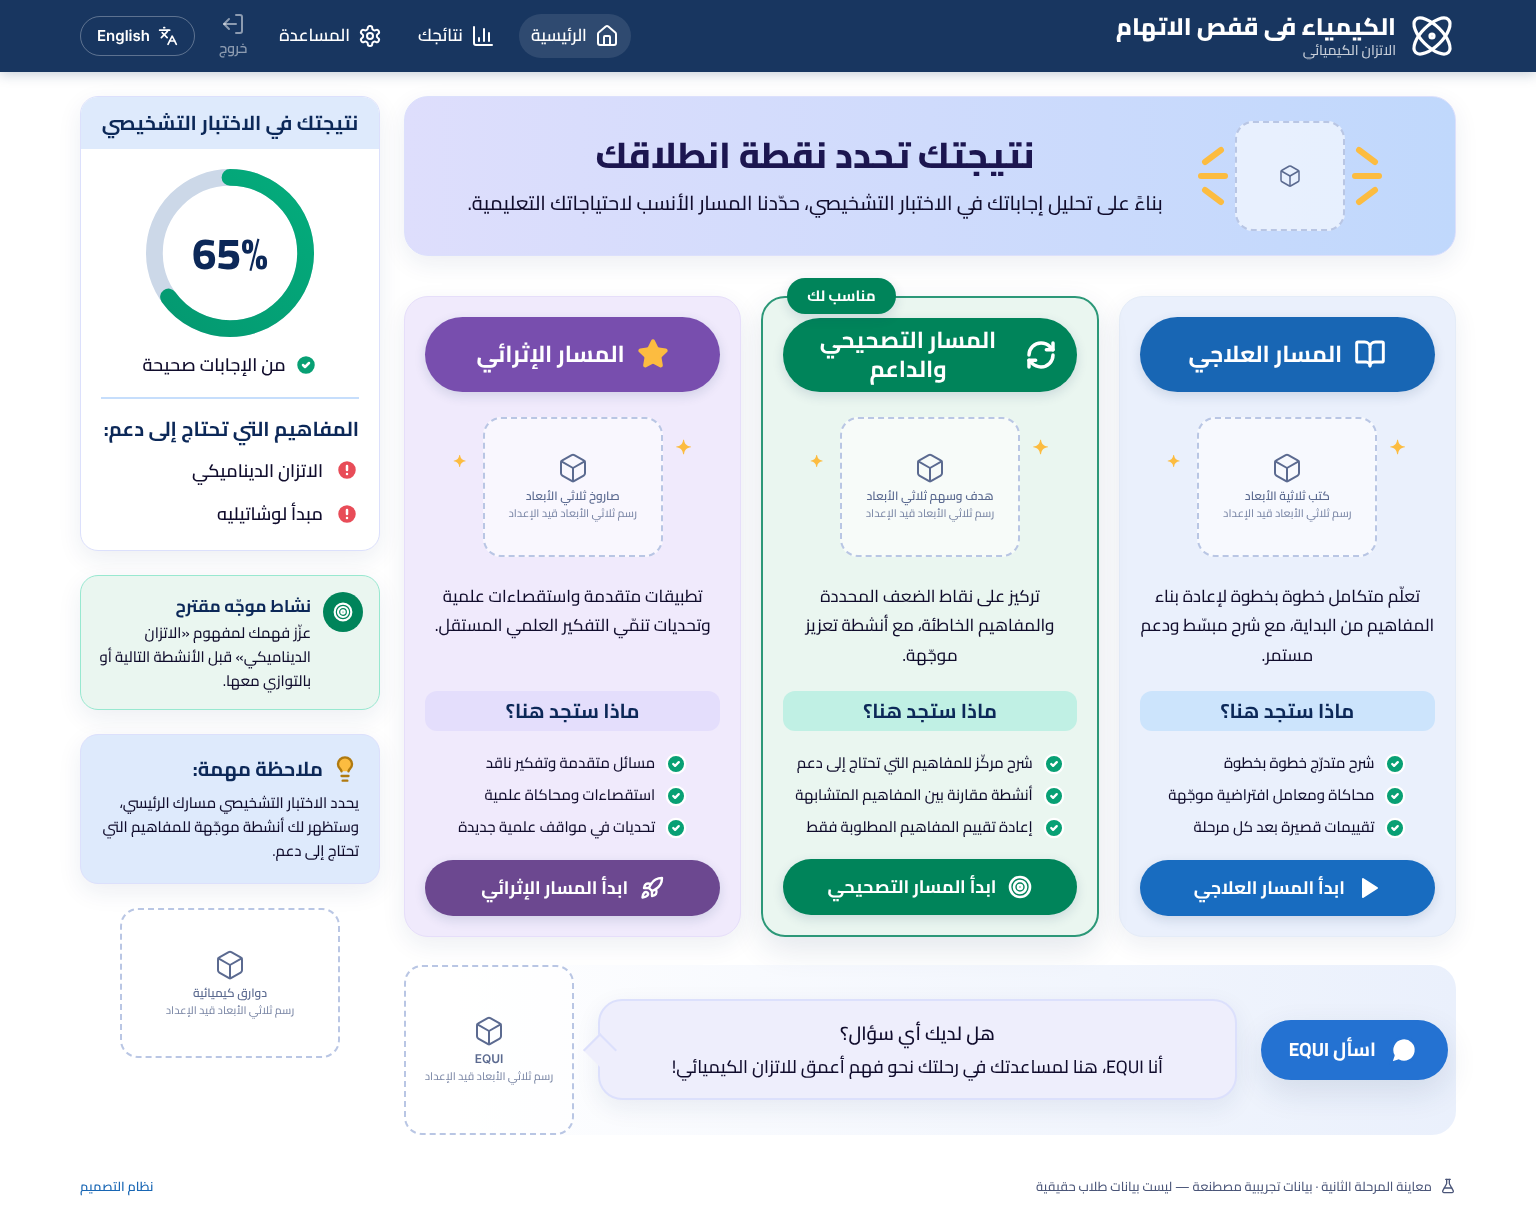 الكيمياء في قفص الاتهام
الاتزان الكيميائي
الرئيسية
نتائجك
المساعدة
خروج
English
نتيجتك تحدد نقطة انطلاقك
بناءً على تحليل إجاباتك في الاختبار التشخيصي، حدّدنا المسار الأنسب لاحتياجاتك التعليمية.
المسار العلاجي
كتب ثلاثية الأبعاد
رسم ثلاثي الأبعاد قيد الإعداد
تعلّم متكامل خطوة بخطوة لإعادة بناء
المفاهيم من البداية، مع شرح مبسّط ودعم
مستمر.
ماذا ستجد هنا؟
شرح متدرّج خطوة بخطوة
محاكاة ومعامل افتراضية موجّهة
تقييمات قصيرة بعد كل مرحلة
ابدأ المسار العلاجي
مناسب لك
المسار التصحيحي
والداعم
هدف وسهم ثلاثي الأبعاد
رسم ثلاثي الأبعاد قيد الإعداد
تركيز على نقاط الضعف المحددة
والمفاهيم الخاطئة، مع أنشطة تعزيز
موجّهة.
ماذا ستجد هنا؟
شرح مركّز للمفاهيم التي تحتاج إلى دعم
أنشطة مقارنة بين المفاهيم المتشابهة
إعادة تقييم المفاهيم المطلوبة فقط
ابدأ المسار التصحيحي
المسار الإثرائي
صاروخ ثلاثي الأبعاد
رسم ثلاثي الأبعاد قيد الإعداد
تطبيقات متقدمة واستقصاءات علمية
وتحديات تنمّي التفكير العلمي المستقل.
ماذا ستجد هنا؟
مسائل متقدمة وتفكير ناقد
استقصاءات ومحاكاة علمية
تحديات في مواقف علمية جديدة
ابدأ المسار الإثرائي
اسأل EQUI
هل لديك أي سؤال؟
أنا EQUI، هنا لمساعدتك في رحلتك نحو فهم أعمق للاتزان الكيميائي!
EQUI
رسم ثلاثي الأبعاد قيد الإعداد
نتيجتك في الاختبار التشخيصي
65%
من الإجابات صحيحة
المفاهيم التي تحتاج إلى دعم:
الاتزان الديناميكي
مبدأ لوشاتيليه
نشاط موجّه مقترح
عزّز فهمك لمفهوم «الاتزان
الديناميكي» قبل الأنشطة التالية أو
بالتوازي معها.
ملاحظة مهمة:
يحدد الاختبار التشخيصي مسارك الرئيسي،
وستظهر لك أنشطة موجّهة للمفاهيم التي
تحتاج إلى دعم.
دوارق كيميائية
رسم ثلاثي الأبعاد قيد الإعداد
معاينة المرحلة الثانية · بيانات تجريبية مصطنعة — ليست بيانات طلاب حقيقية
نظام التصميم